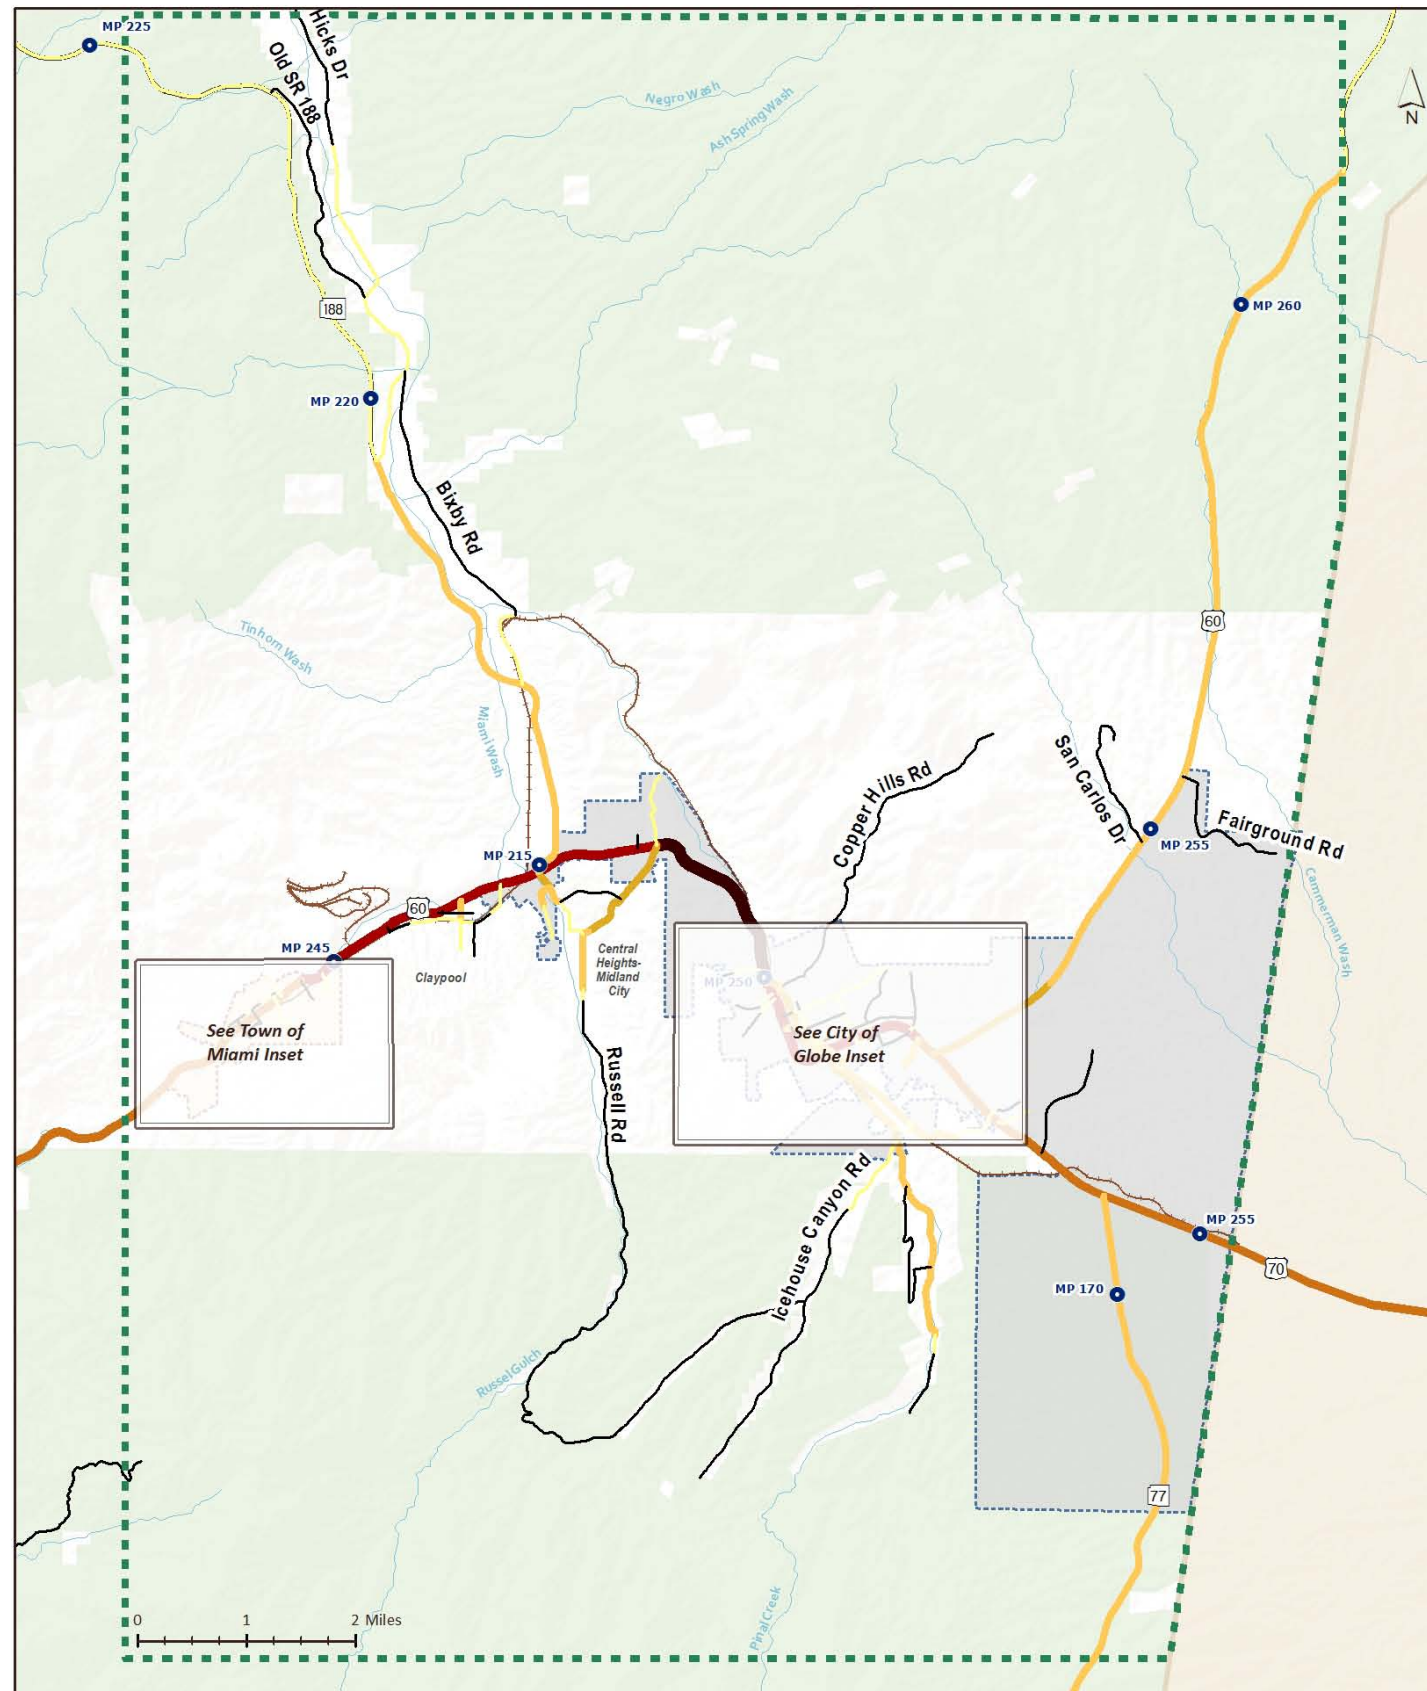 MP 225
Hicks Dr
Old SR 188
Negro Wash
Ash Spring Wash
N
188
MP 260
MP 220
Bixby Rd
60
Tinhorn Wash
Miami Wash
Copper Hills Rd
San Carlos Dr
MP 255
Fairground Rd
MP 215
Cammerman Wash
60
MP 245
Claypool
Central
Heights-
Midland
City
MP 250
See Town of
Miami Inset
See City of
Globe Inset
Russell Rd
Icehouse Canyon Rd
MP 255
70
MP 170
Russel Gulch
77
Pinal Creek
0 1 2 Miles